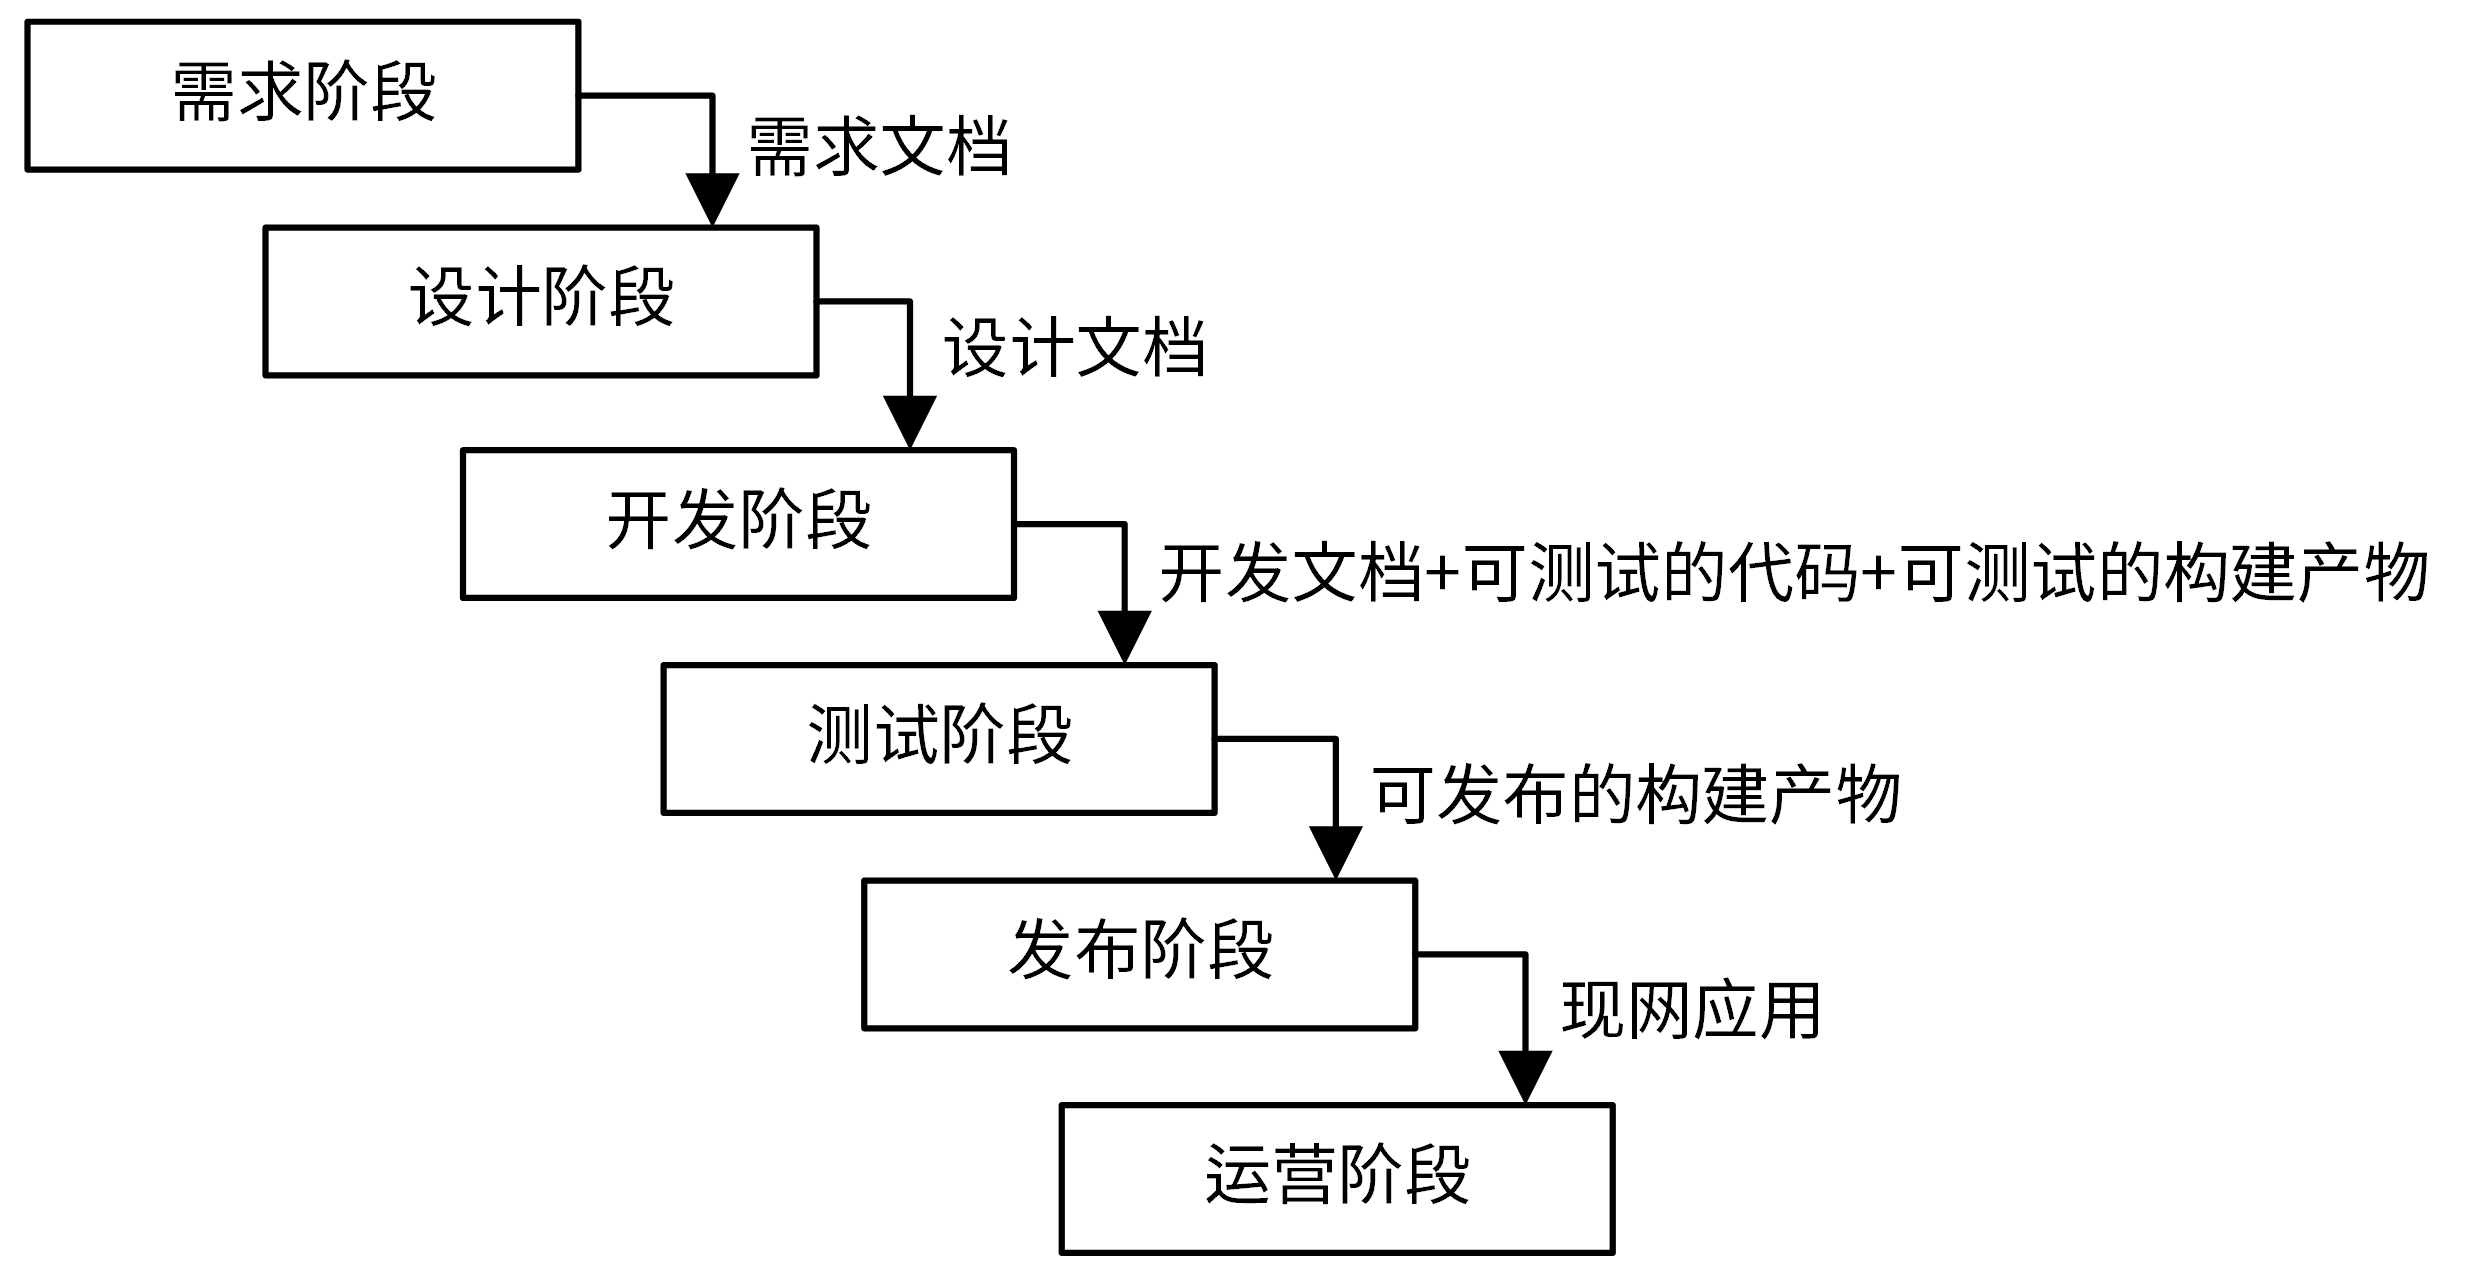 需求阶段
需求文档
设计阶段
设计文档
开发阶段
开发文档+可测试的代码+可测试的构建产物
测试阶段
可发布的构建产物
发布阶段
现网应用
运营阶段